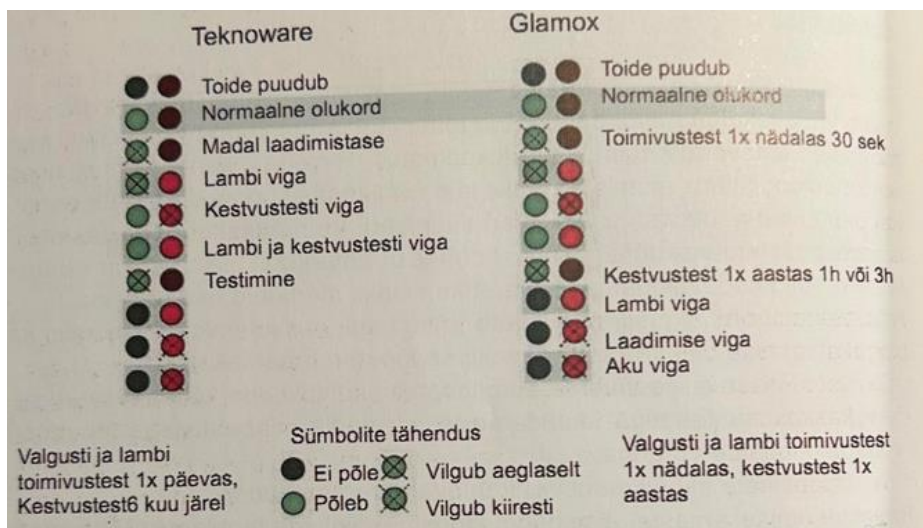 Teknoware
Toide puudub
Normaalne olukord
Madal laadimistase
Lambi viga
Kestvustesti viga
Lambi ja kestvustesti viga
Testimine
Glamox
Toide puudub
Normaalne olukord
Toimivustest 1x nädalas 30 sek
Kestvustest 1x aastas 1h või 3h
Lambi viga
Laadimise viga
Aku viga
Valgusti ja lambi
toimivustest 1x päevas,
Kestvustest6 kuu järel
Sümbolite tähendus
Ei põle Vilgub aeglaselt
Põleb Vilgub kiiresti
Valgusti ja lambi toimivustest
1x nädalas, kestvustest 1x
aastas